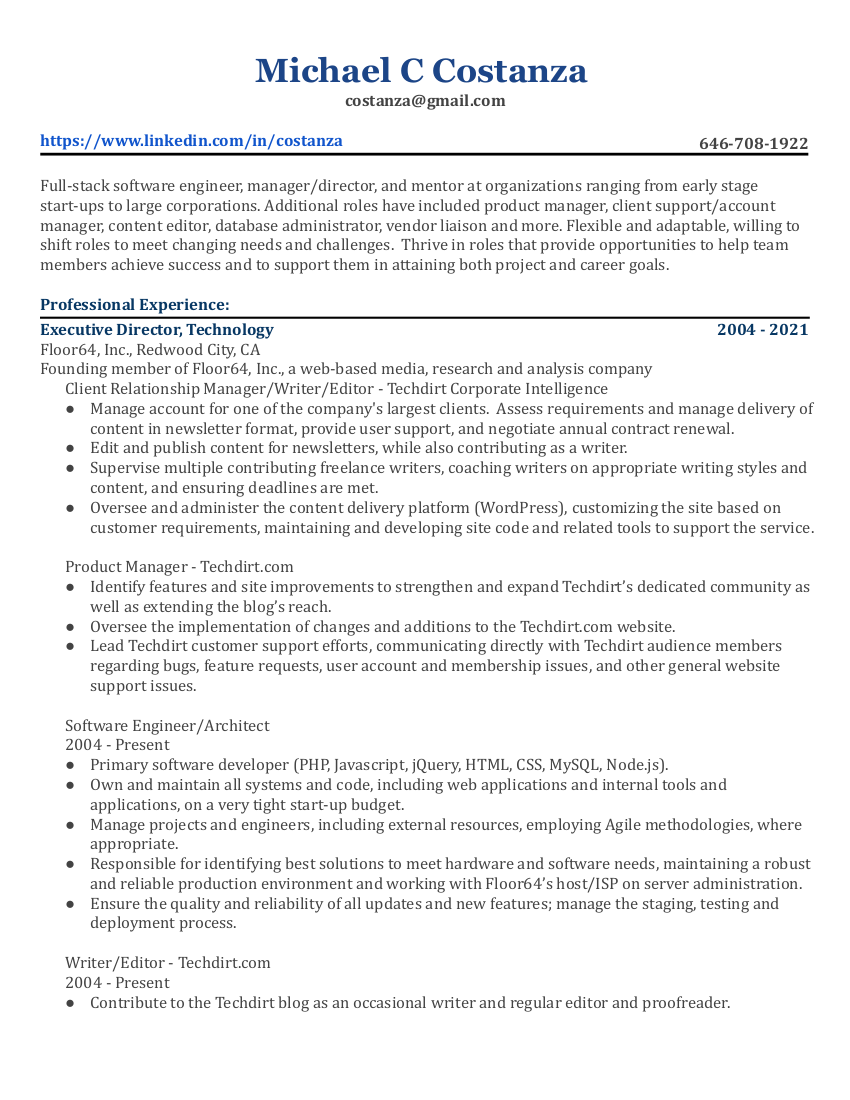 Michael C Costanza
costanza@gmail.com
https://www.linkedin.com/in/costanza 646-708-1922
Full-stack software engineer, manager/director, and mentor at organizations ranging from early stage
start-ups to large corporations. Additional roles have included product manager, client support/account
manager, content editor, database administrator, vendor liaison and more. Flexible and adaptable, willing to
shift roles to meet changing needs and challenges.  Thrive in roles that provide opportunities to help team
members achieve success and to support them in attaining both project and career goals.
Professional Experience:
Executive Director, Technology 2004 - 2021
Floor64, Inc., Redwood City, CA
Founding member of Floor64, Inc., a web-based media, research and analysis company
Client Relationship Manager/Writer/Editor - Techdirt Corporate Intelligence
● Manage account for one of the company's largest clients.  Assess requirements and manage delivery of
content in newsletter format, provide user support, and negotiate annual contract renewal.
● Edit and publish content for newsletters, while also contributing as a writer.
● Supervise multiple contributing freelance writers, coaching writers on appropriate writing styles and
content, and ensuring deadlines are met.
● Oversee and administer the content delivery platform (WordPress), customizing the site based on
customer requirements, maintaining and developing site code and related tools to support the service.
Product Manager - Techdirt.com
● Identify features and site improvements to strengthen and expand Techdirt’s dedicated community as
well as extending the blog’s reach.
● Oversee the implementation of changes and additions to the Techdirt.com website.
● Lead Techdirt customer support efforts, communicating directly with Techdirt audience members
regarding bugs, feature requests, user account and membership issues, and other general website
support issues.
Software Engineer/Architect
2004 - Present
● Primary software developer (PHP, Javascript, jQuery, HTML, CSS, MySQL, Node.js).
● Own and maintain all systems and code, including web applications and internal tools and
applications, on a very tight start-up budget.
● Manage projects and engineers, including external resources, employing Agile methodologies, where
appropriate.
● Responsible for identifying best solutions to meet hardware and software needs, maintaining a robust
and reliable production environment and working with Floor64’s host/ISP on server administration.
● Ensure the quality and reliability of all updates and new features; manage the staging, testing and
deployment process.
Writer/Editor - Techdirt.com
2004 - Present
● Contribute to the Techdirt blog as an occasional writer and regular editor and proofreader.